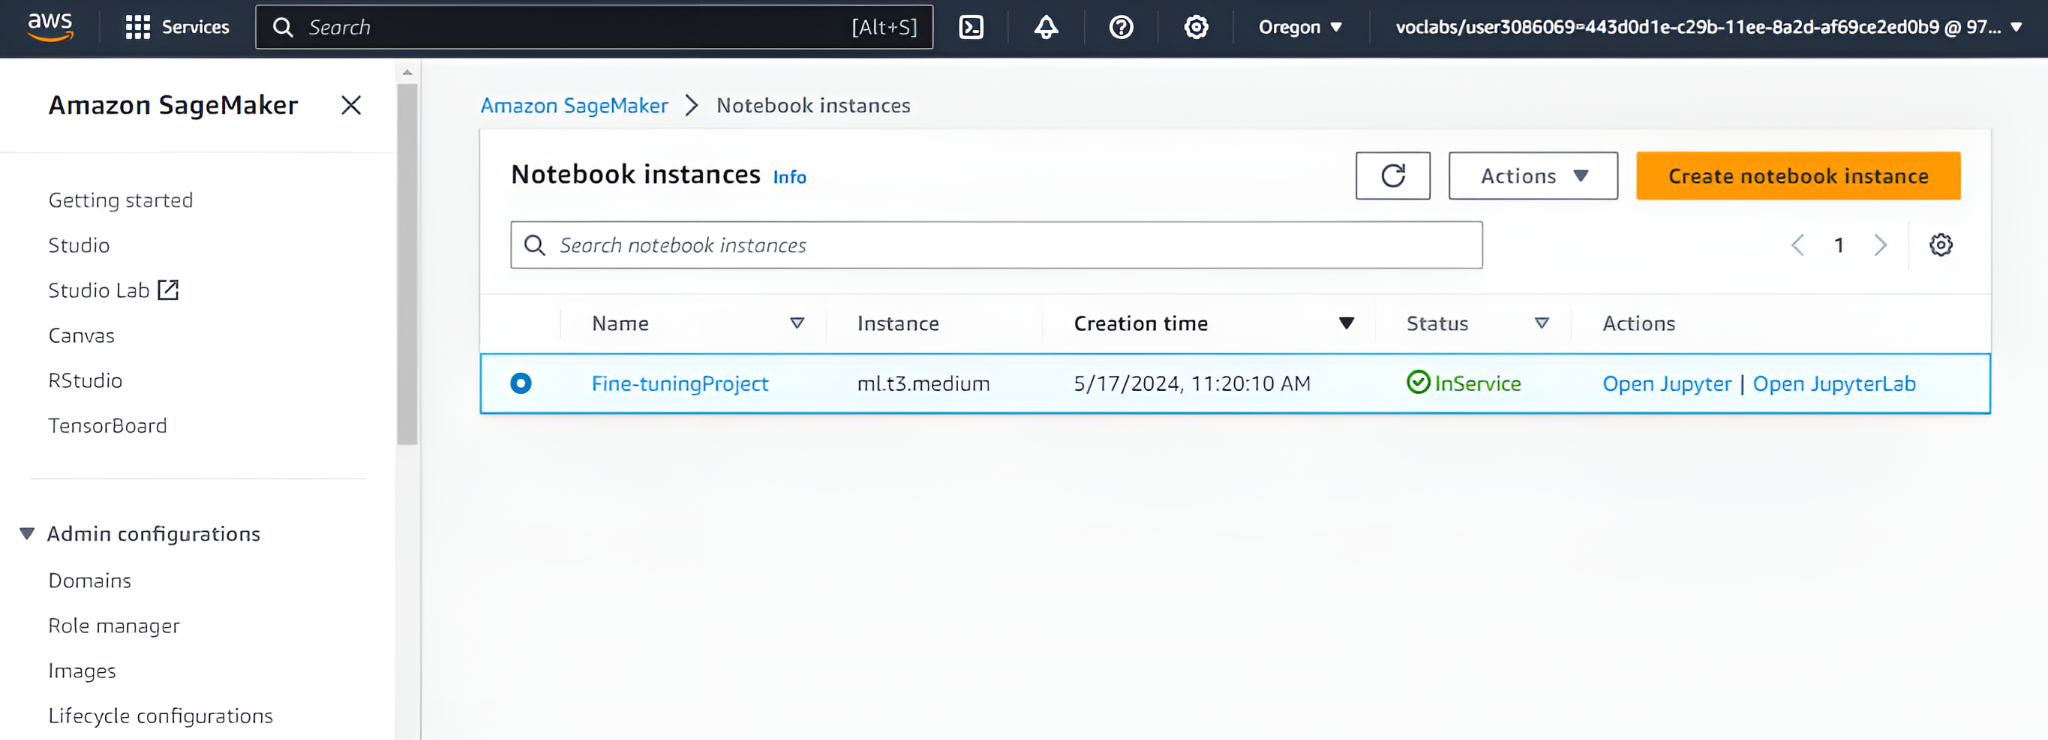 aws Services Search [Alt+S] Oregon voclabs/user3086069=443d0d1e-c29b-11ee-8a2d-af69ce2ed0b9 @ 97...
Amazon SageMaker
Getting started
Studio
Studio Lab
Canvas
RStudio
TensorBoard
Admin configurations
Domains
Role manager
Images
Lifecycle configurations
Amazon SageMaker Notebook instances
Notebook instances Info Actions Create notebook instance
Search notebook instances 1
Name Instance Creation time Status Actions
Fine-tuningProject ml.t3.medium 5/17/2024, 11:20:10 AM InService Open Jupyter | Open JupyterLab